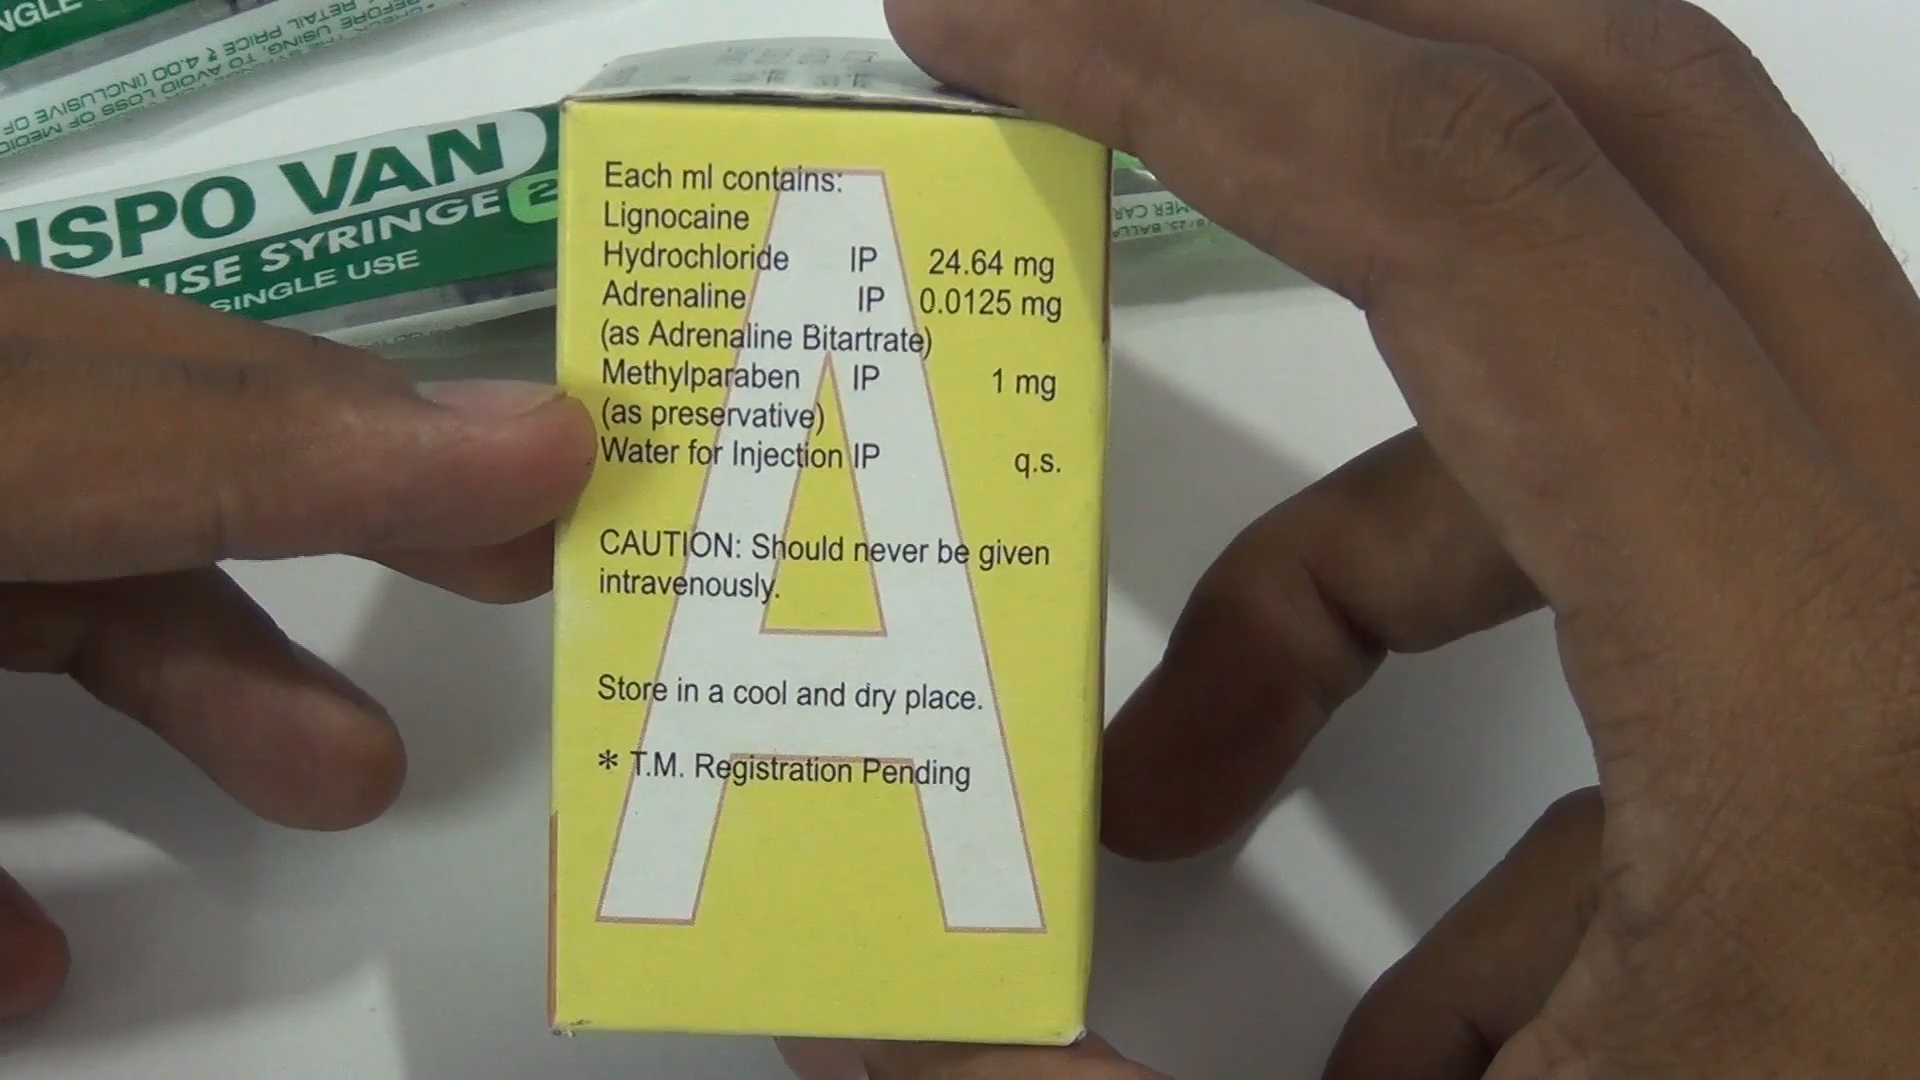 NGLE
BEFORE
RETAIL
USING,
PRICE ₹ 4.00 (INCLUSIVE OF
TO AVOID LOSS OF MEDIC
DISPO VAN
USE SYRINGE 2
SINGLE USE
Each ml contains:
Lignocaine
Hydrochloride IP 24.64 mg
Adrenaline IP 0.0125 mg
(as Adrenaline Bitartrate)
Methylparaben IP 1 mg
(as preservative)
Water for Injection IP q.s.
CAUTION: Should never be given
intravenously.
Store in a cool and dry place.
* T.M. Registration Pending
A